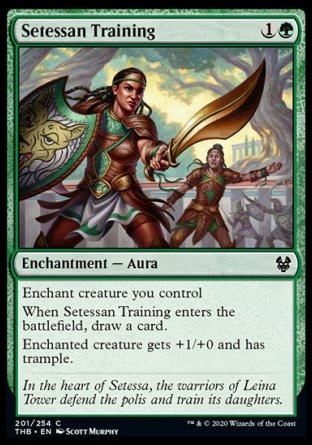 Setessan Training 1
Enchantment — Aura
Enchant creature you control
When Setessan Training enters the
battlefield, draw a card.
Enchanted creature gets +1/+0 and has
trample.
In the heart of Setessa, the warriors of Leina
Tower defend the polis and train its daughters.
201/254 C
THB • EN Scott Murphy
™ & © 2020 Wizards of the Coast